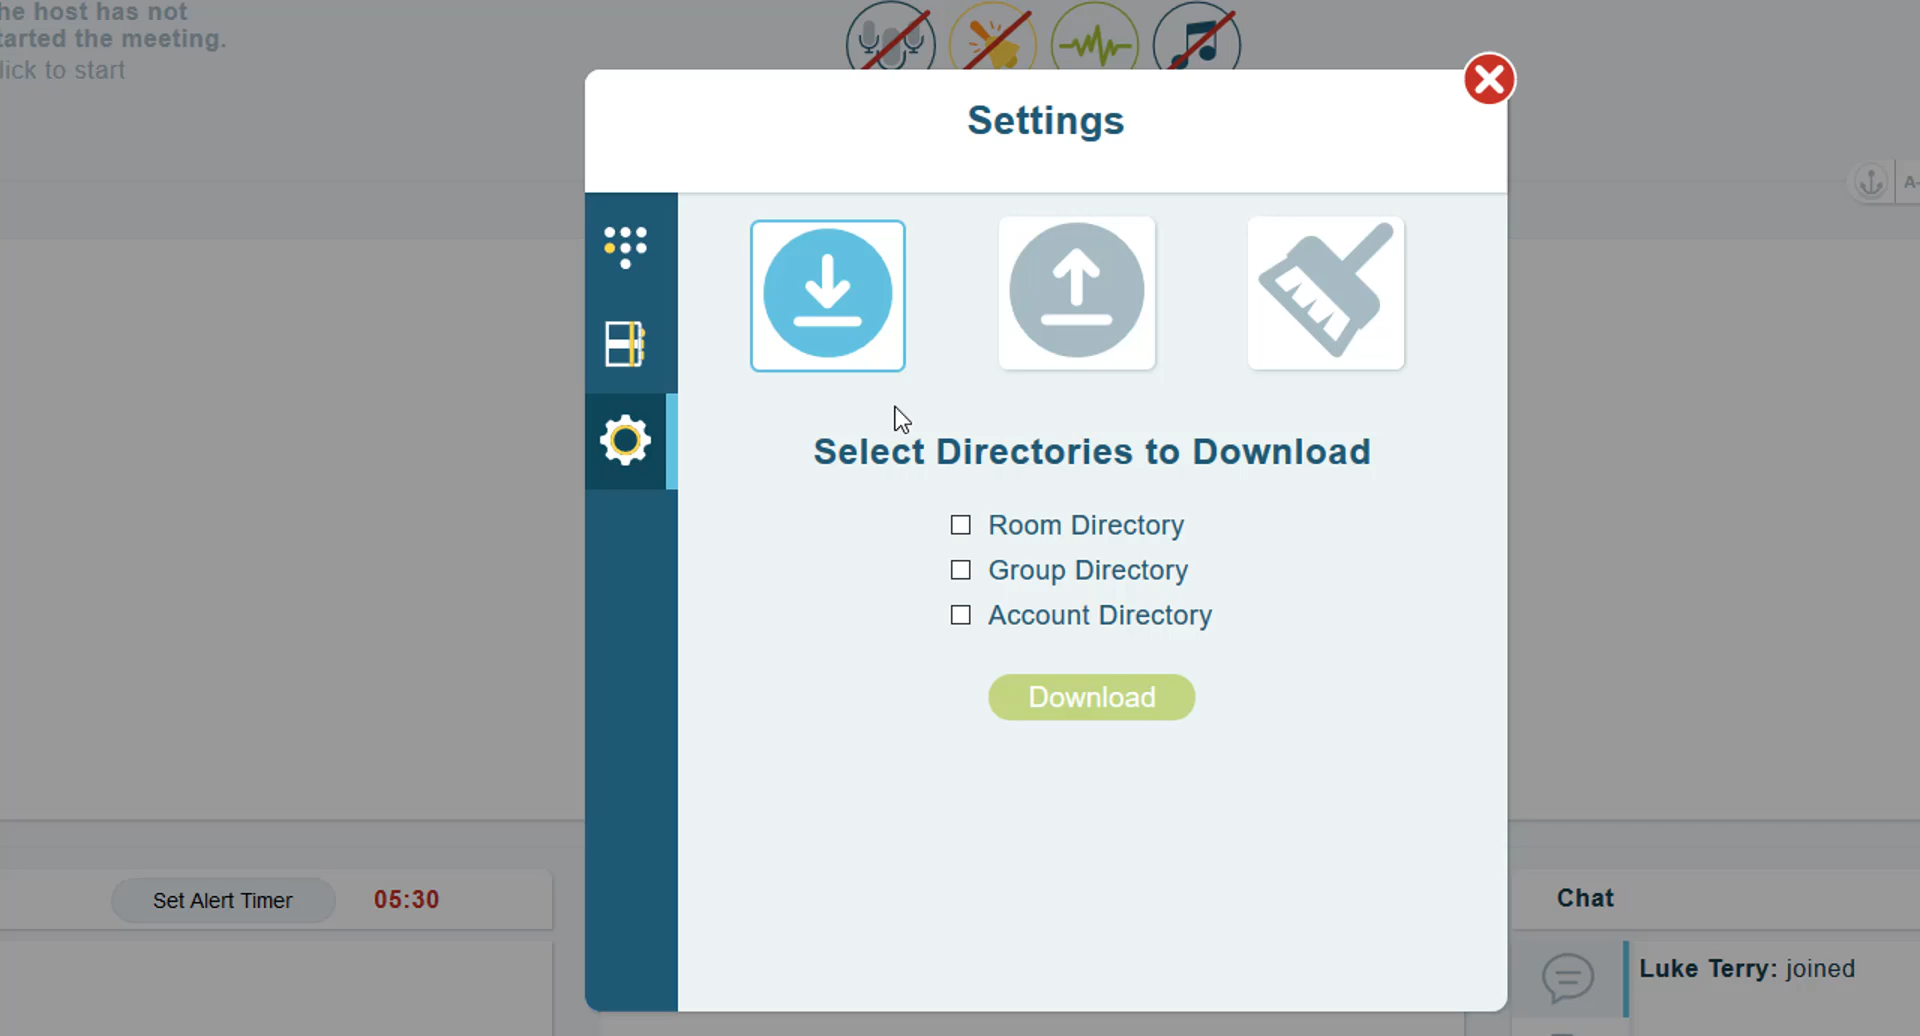 he host has not
tarted the meeting.
lick to start
Settings
A-
Select Directories to Download
Room Directory
Group Directory
Account Directory
Download
Set Alert Timer
05:30
Chat
Luke Terry: joined